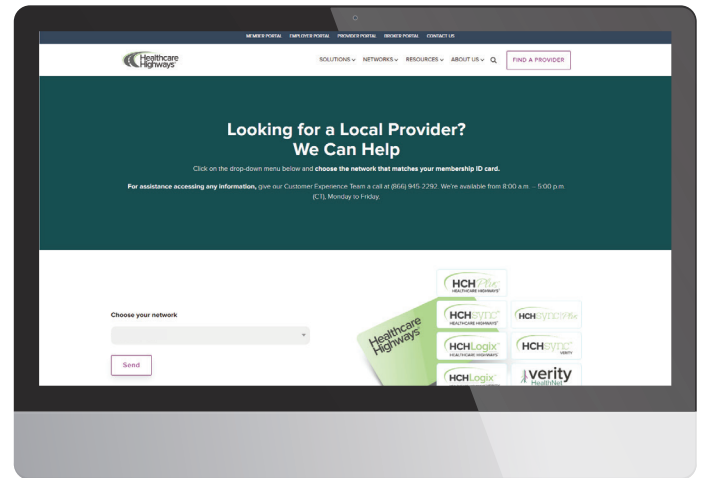 MEMBER PORTAL EMPLOYER PORTAL PROVIDER PORTAL BROKER PORTAL CONTACT US
Healthcare
Highways
SOLUTIONS NETWORKS RESOURCES ABOUT US FIND A PROVIDER
Looking for a Local Provider?
We Can Help
Click on the drop-down menu below and choose the network that matches your membership ID card.
For assistance accessing any information, give our Customer Experience Team a call at (866) 945-2292. We're available from 8:00 a.m. – 5:00 p.m.
(CT), Monday to Friday.
Choose your network
Send
Healthcare
Highways
HCH Plus
HEALTHCARE HIGHWAYS
HCHsync
HEALTHCARE HIGHWAYS
HCHsyncPlus
HCHLogix
HEALTHCARE HIGHWAYS
HCHsync
VERITY
HCHLogix
verity
HealthNet